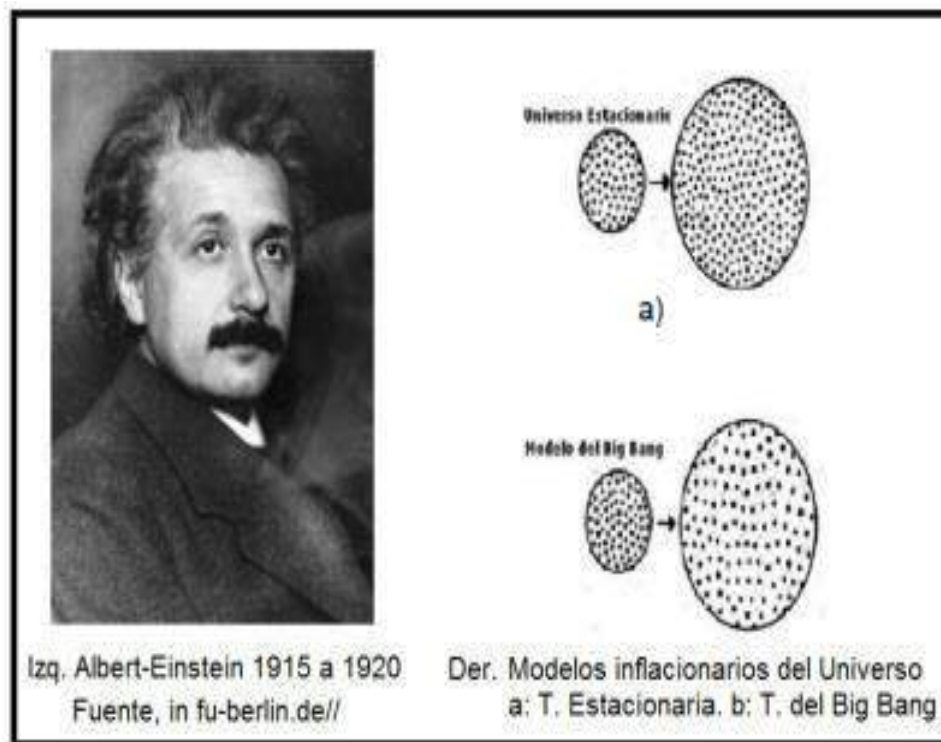 Universo Estacionario
a)
Modelo del Big Bang
Izq. Albert-Einstein 1915 a 1920
Fuente, in fu-berlin.de//
Der. Modelos inflacionarios del Universo
a: T. Estacionaria. b: T. del Big Bang